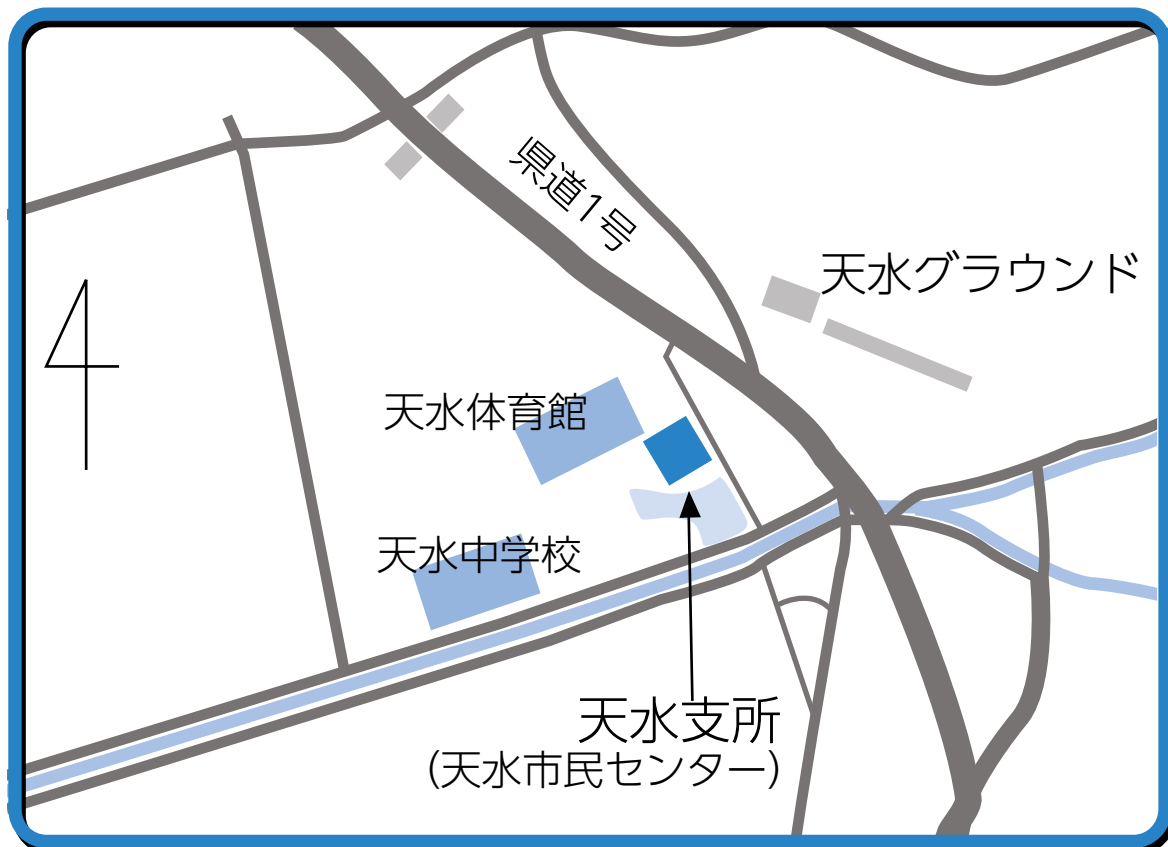 県道1号
天水グラウンド
天水体育館
天水中学校
天水支所
(天水市民センター)